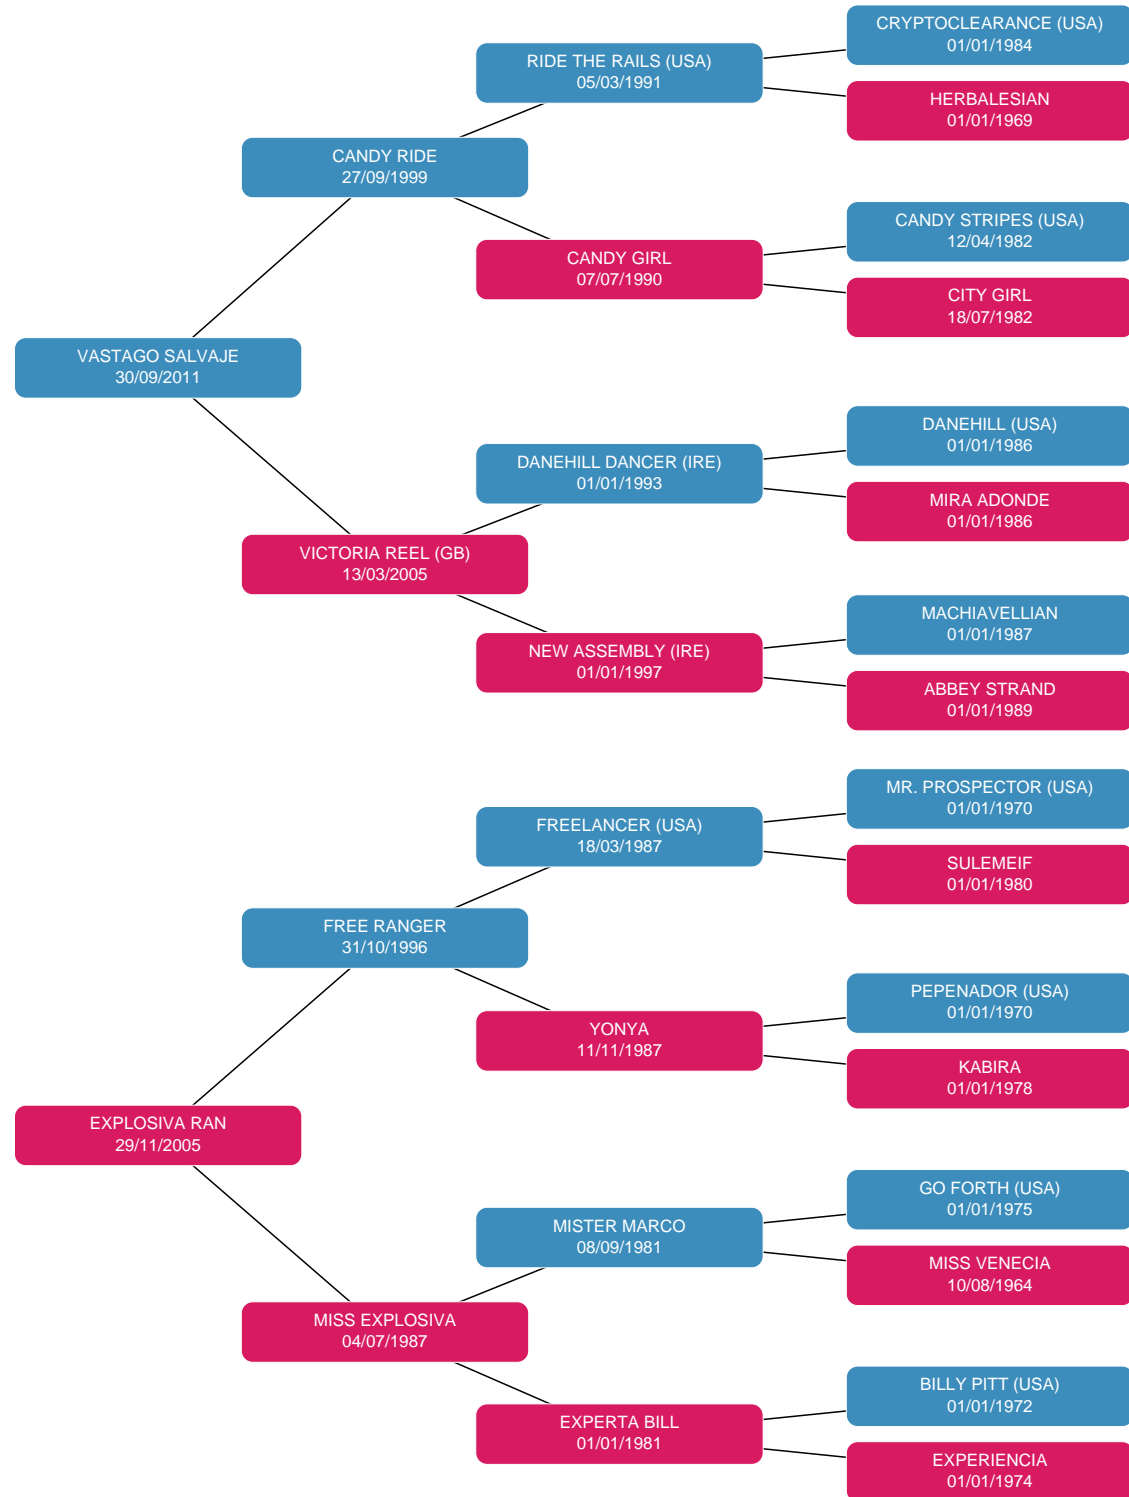 CRYPTOCLEARANCE (USA)
01/01/1984
RIDE THE RAILS (USA)
05/03/1991
HERBALESIAN
01/01/1969
CANDY RIDE
27/09/1999
CANDY STRIPES (USA)
12/04/1982
CANDY GIRL
07/07/1990
CITY GIRL
18/07/1982
VASTAGO SALVAJE
30/09/2011
DANEHILL (USA)
01/01/1986
DANEHILL DANCER (IRE)
01/01/1993
MIRA ADONDE
01/01/1986
VICTORIA REEL (GB)
13/03/2005
MACHIAVELLIAN
01/01/1987
NEW ASSEMBLY (IRE)
01/01/1997
ABBEY STRAND
01/01/1989
MR. PROSPECTOR (USA)
01/01/1970
FREELANCER (USA)
18/03/1987
SULEMEIF
01/01/1980
FREE RANGER
31/10/1996
PEPENADOR (USA)
01/01/1970
YONYA
11/11/1987
KABIRA
01/01/1978
EXPLOSIVA RAN
29/11/2005
GO FORTH (USA)
01/01/1975
MISTER MARCO
08/09/1981
MISS VENECIA
10/08/1964
MISS EXPLOSIVA
04/07/1987
BILLY PITT (USA)
01/01/1972
EXPERTA BILL
01/01/1981
EXPERIENCIA
01/01/1974